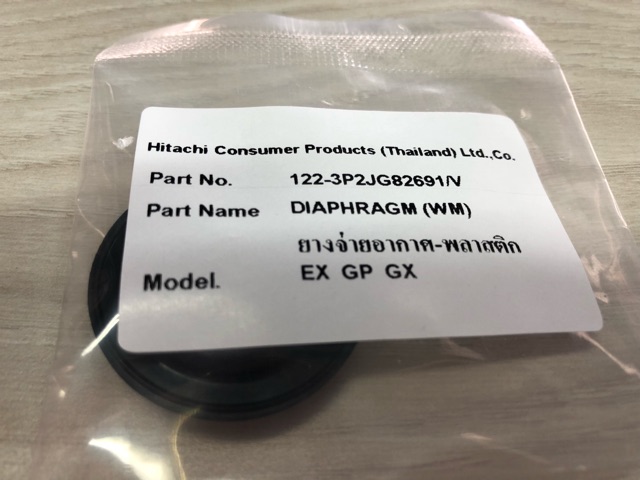 Hitachi Consumer Products (Thailand) Ltd.,Co.
Part No. 122-3P2JG82691/V
Part Name DIAPHRAGM (WM)
ยางจ่ายอากาศ-พลาสติก
Model. EX GP GX